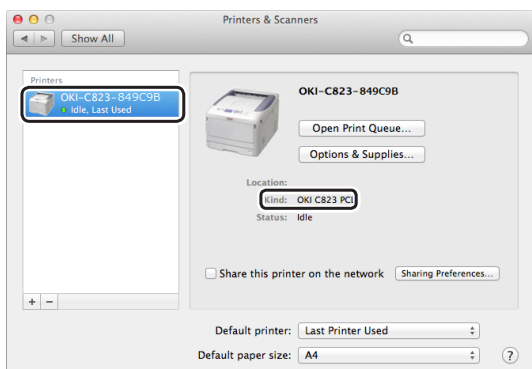 Printers & Scanners
Show All
Printers
OKI-C823-849C9B
Idle, Last Used
OKI-C823-849C9B
Open Print Queue...
Options & Supplies...
Location:
Kind: OKI C823 PCL
Status: Idle
Share this printer on the network Sharing Preferences...
+ −
Default printer: Last Printer Used
Default paper size: A4 ?